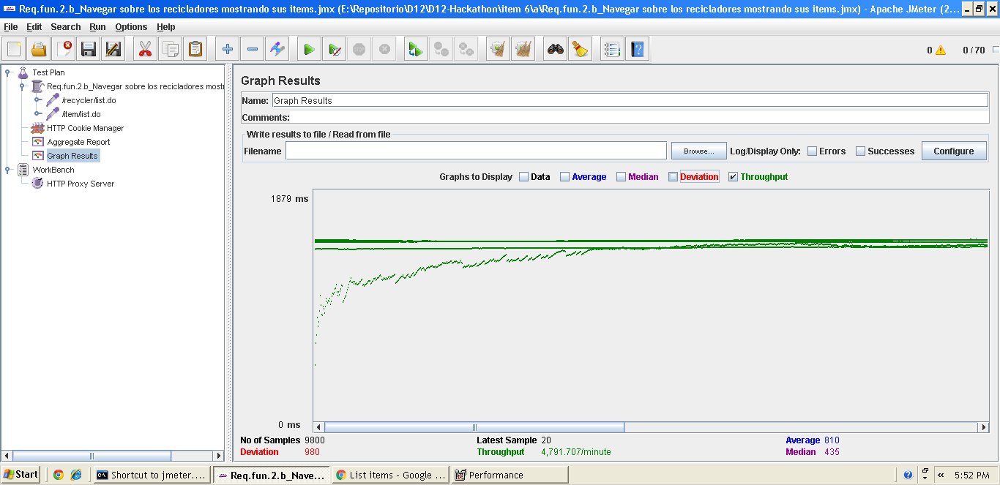 Req.fun.2.b_Navegar sobre los recicladores mostrando sus items.jmx (E:\Repositorio\D12\D12-Hackathon\item 6\a\Req.fun.2.b_Navegar sobre los recicladores mostrando sus items.jmx) - Apache JMeter (2...
File Edit Search Run Options Help
0 0 / 70
Test Plan
Req.fun.2.b_Navegar sobre los recicladores most
/recycler/list.do
/item/list.do
HTTP Cookie Manager
Aggregate Report
Graph Results
WorkBench
HTTP Proxy Server
Graph Results
Name: Graph Results
Comments:
Write results to file / Read from file
Filename Browse... Log/Display Only: Errors Successes Configure
Graphs to Display Data Average Median Deviation Throughput
1879 ms
0 ms
No of Samples 9800 Latest Sample 20 Average 810
Deviation 980 Throughput 4,791.707/minute Median 435
Start Shortcut to jmeter.... Req.fun.2.b_Nave... List items - Google ... Performance 5:52 PM